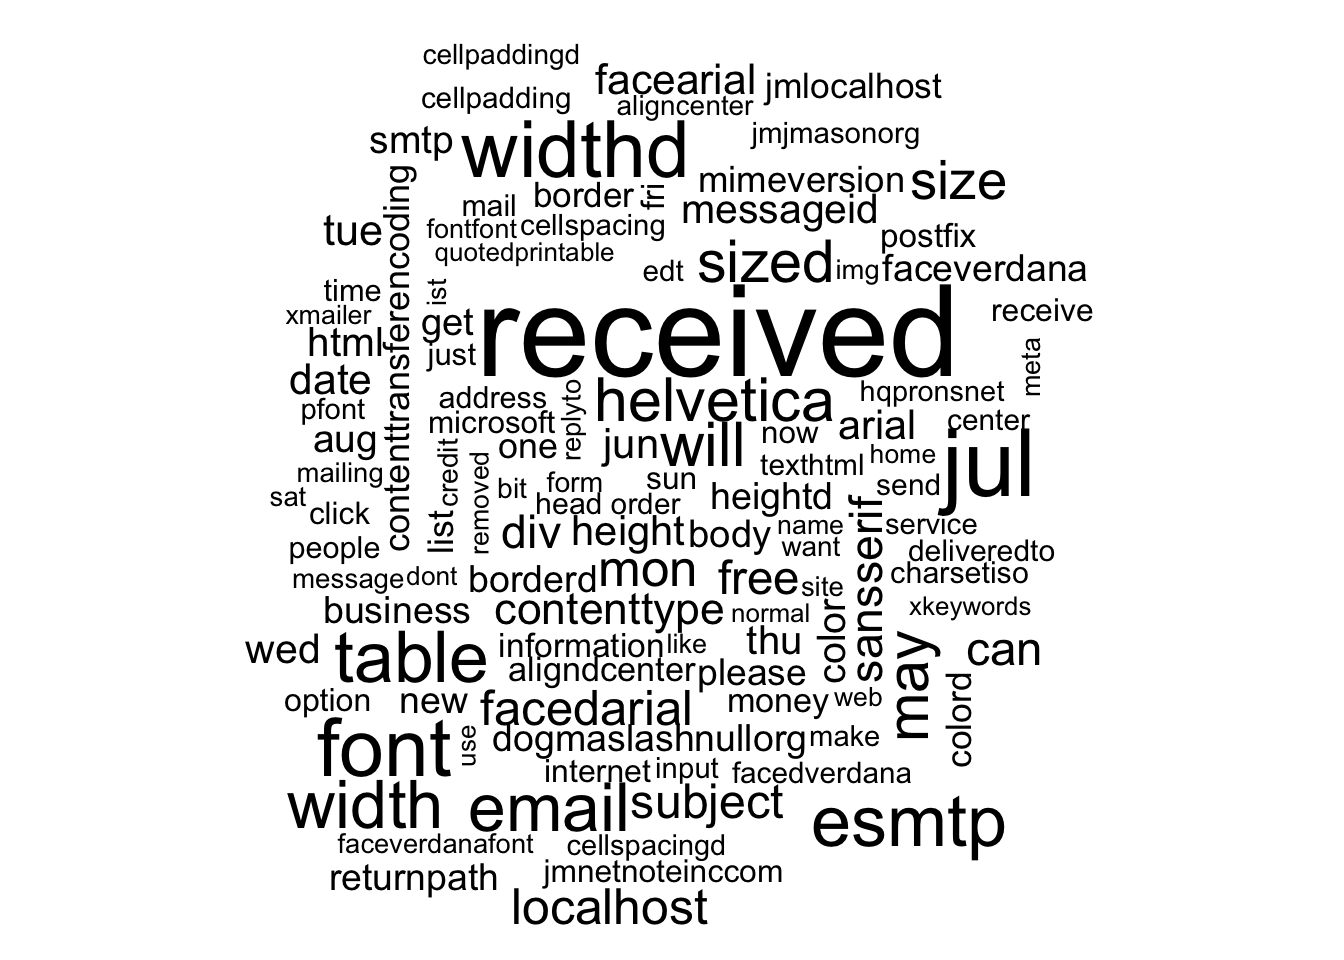 cellpaddingd
facearial jmlocalhost
cellpadding aligncenter
smtp widthd jmjmasonorg
contenttransferencoding
mail border fri mimeversion size
messageid
tue fontfont cellspacing postfix
quotedprintable
edt sized img faceverdana
time ist
xmailer get received receive
html just
meta
date address replyto helvetica hqpronsnet
pfont microsoft arial center
aug one jun will now jul
mailing credit texthtml home
sat removed bit form sun send
click list head order heightd sansserif
people div height body name service
want deliveredto
message dont borderd mon free site charsetiso
business contenttype normal color xkeywords
wed table information like thu may can
aligndcenter please
option new facedarial money web colord
font use dogmaslashnullorg make
internet input facedverdana
width email subject esmtp
faceverdanafont cellspacingd
returnpath jmnetnoteinccom
localhost